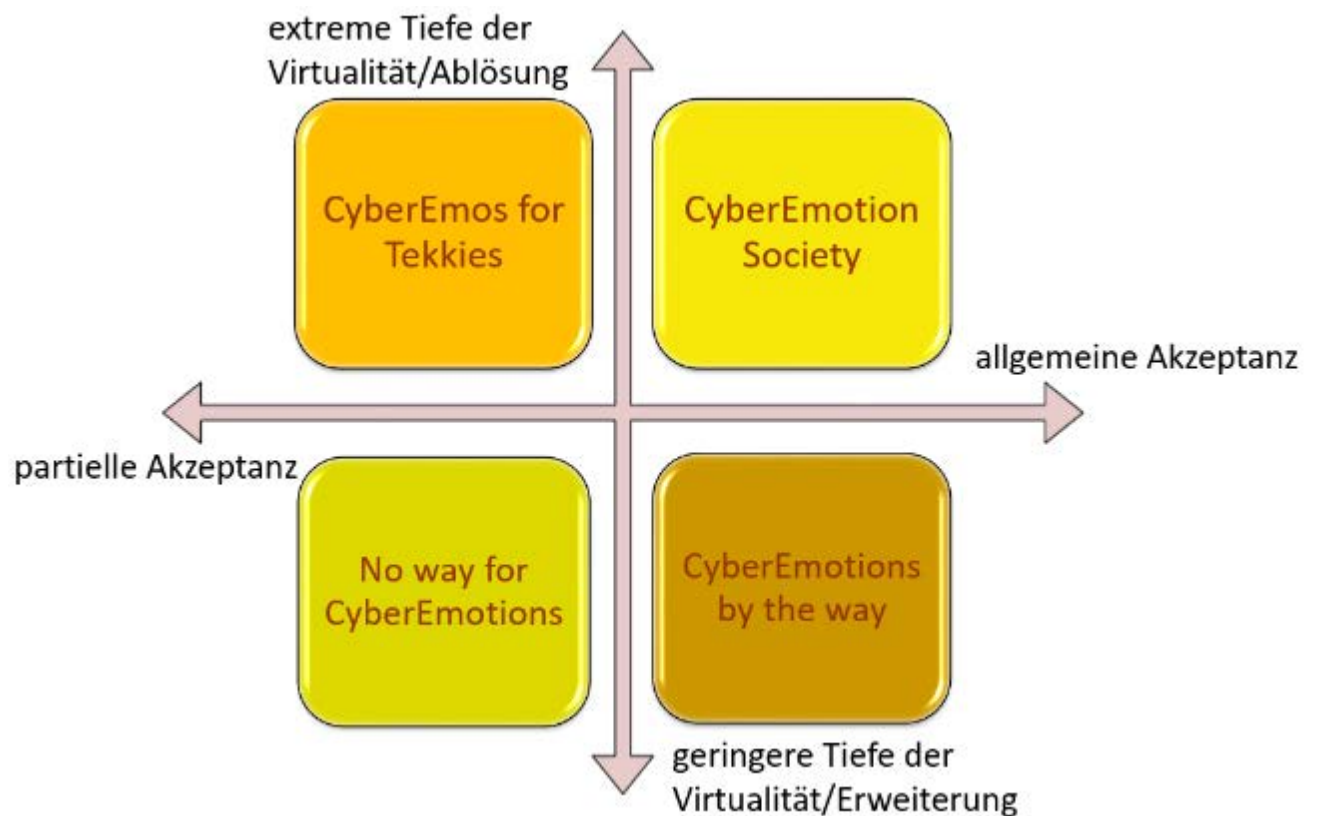 extreme Tiefe der
Virtualität/Ablösung
CyberEmos for
Tekkies
CyberEmotion
Society
allgemeine Akzeptanz
partielle Akzeptanz
No way for
CyberEmotions
CyberEmotions
by the way
geringere Tiefe der
Virtualität/Erweiterung